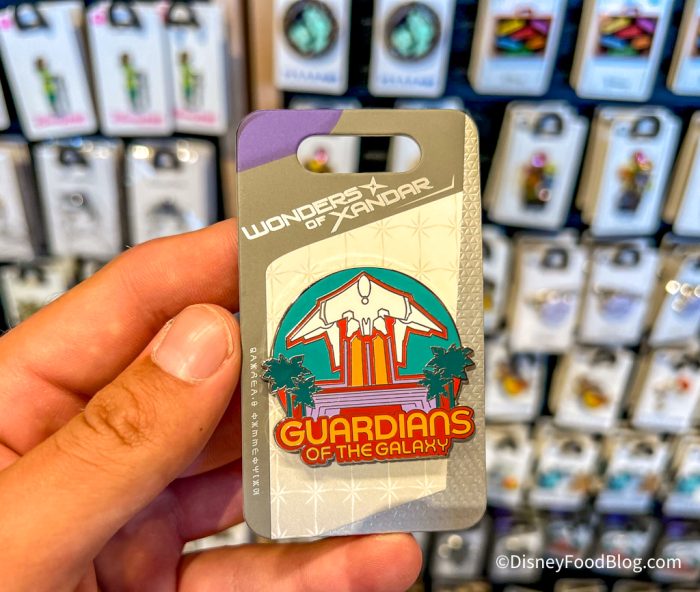 WONDERS
OF XANDAR
GUARDIANS
OF THE GALAXY
©DisneyFoodBlog.com